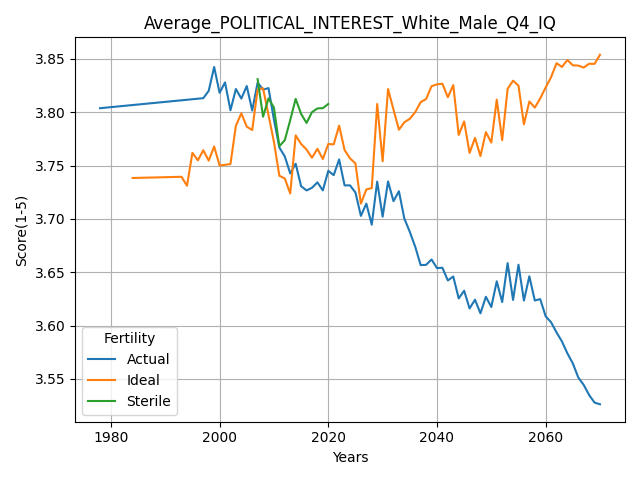 Average_POLITICAL_INTEREST_White_Male_Q4_IQ
Score(1-5)
3.85
3.80
3.75
3.70
3.65
3.60
3.55
Fertility
Actual
Ideal
Sterile
1980
2000
2020
2040
2060
Years